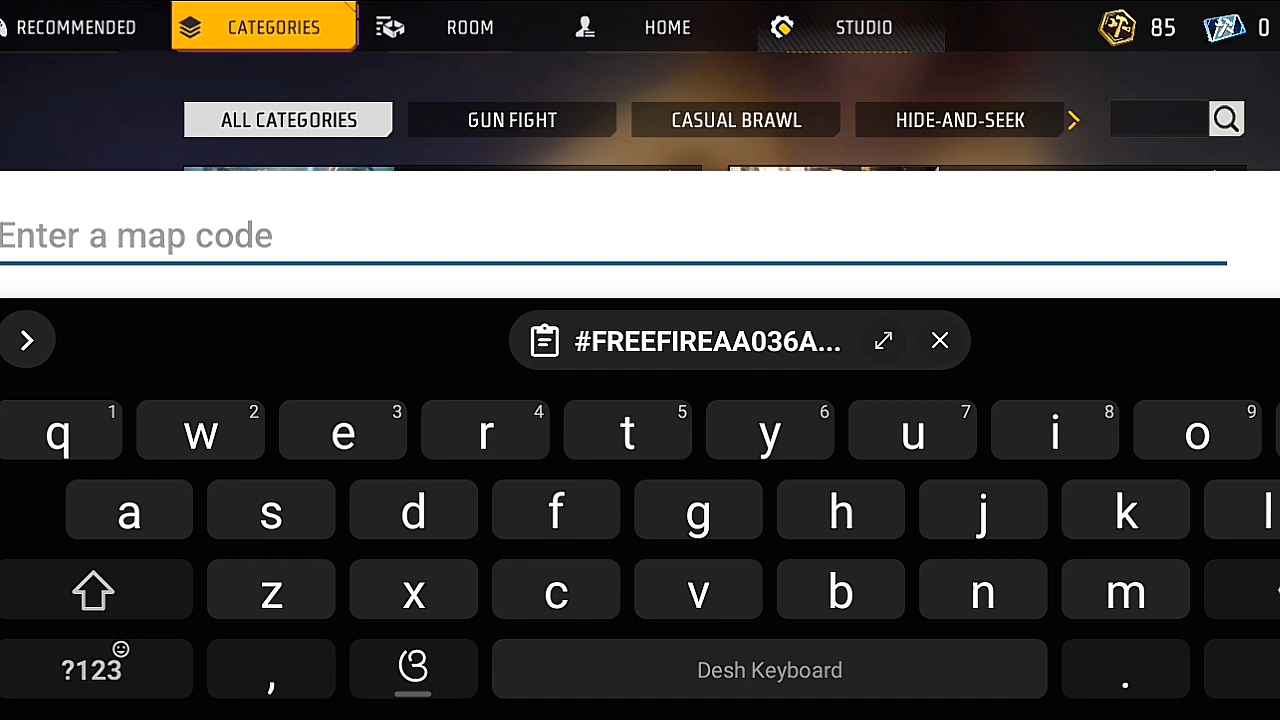 RECOMMENDED CATEGORIES ROOM HOME STUDIO 85 0
ALL CATEGORIES GUN FIGHT CASUAL BRAWL HIDE-AND-SEEK
Enter a map code
#FREEFIREAA036A...
q 1 w 2 e 3 r 4 t 5 y 6 u 7 i 8 o 9
a s d f g h j k l
z x c v b n m
?123 , ଓ Desh Keyboard .